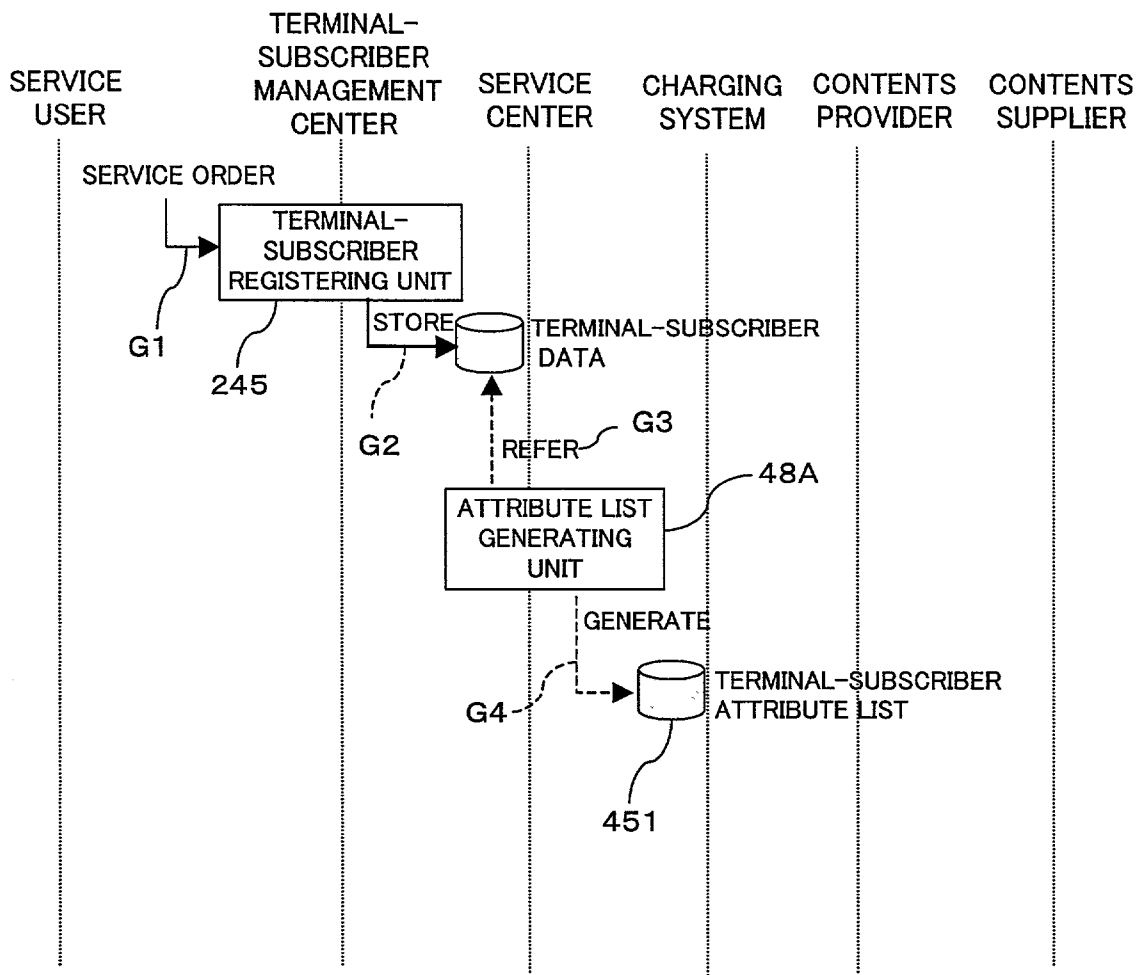 SERVICE
USER
TERMINAL-
SUBSCRIBER
MANAGEMENT
CENTER
SERVICE
CENTER
CHARGING
SYSTEM
CONTENTS
PROVIDER
CONTENTS
SUPPLIER
SERVICE ORDER
TERMINAL-
SUBSCRIBER
REGISTERING UNIT
G1
245
STORE
G2
TERMINAL-SUBSCRIBER
DATA
REFER
G3
48A
ATTRIBUTE LIST
GENERATING
UNIT
GENERATE
G4
TERMINAL-SUBSCRIBER
ATTRIBUTE LIST
451